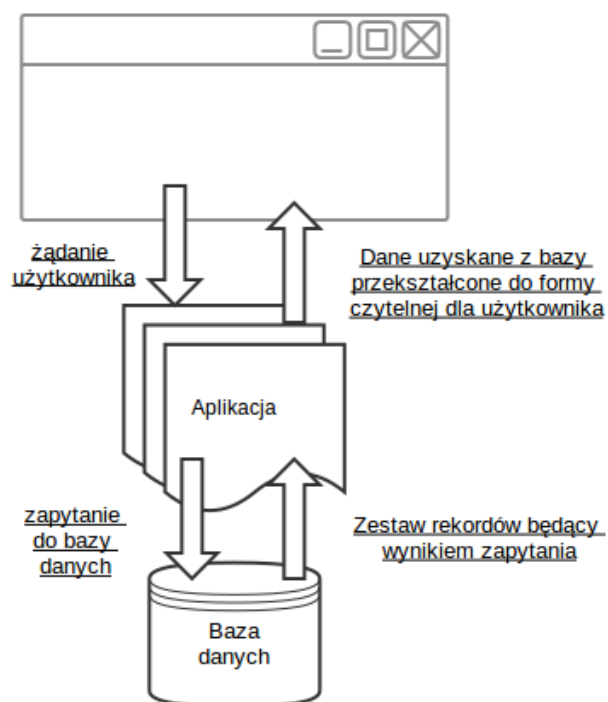 żądanie
użytkownika
Dane uzyskane z bazy
przekształcone do formy
czytelnej dla użytkownika
Aplikacja
zapytanie
do bazy
danych
Zestaw rekordów będący
wynikiem zapytania
Baza
danych